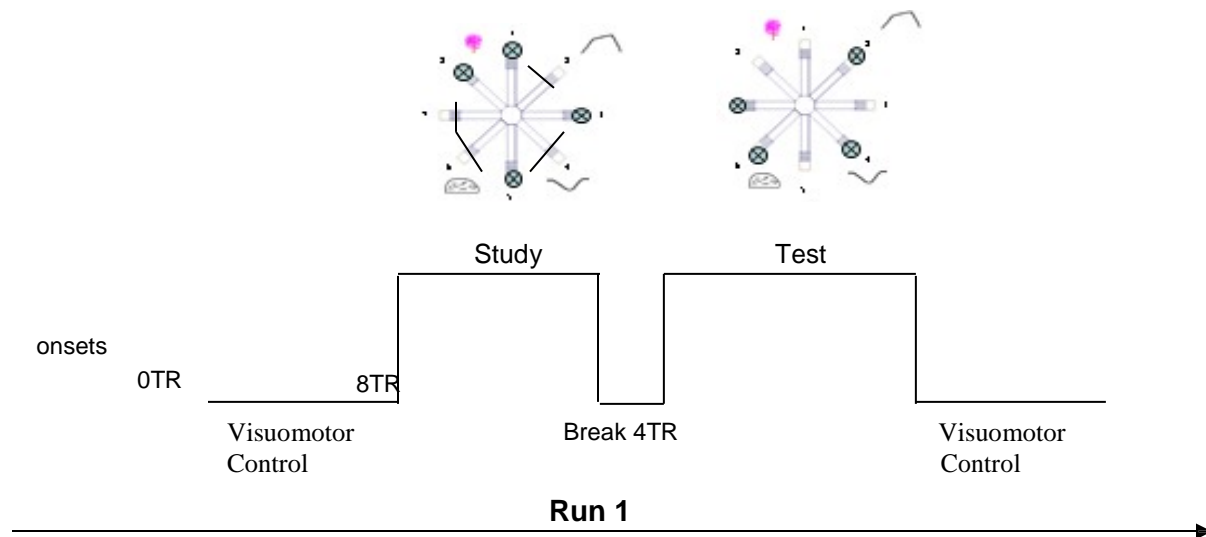 Study
Test
onsets
0TR
8TR
Visuomotor
Control
Break 4TR
Visuomotor
Control
Run 1